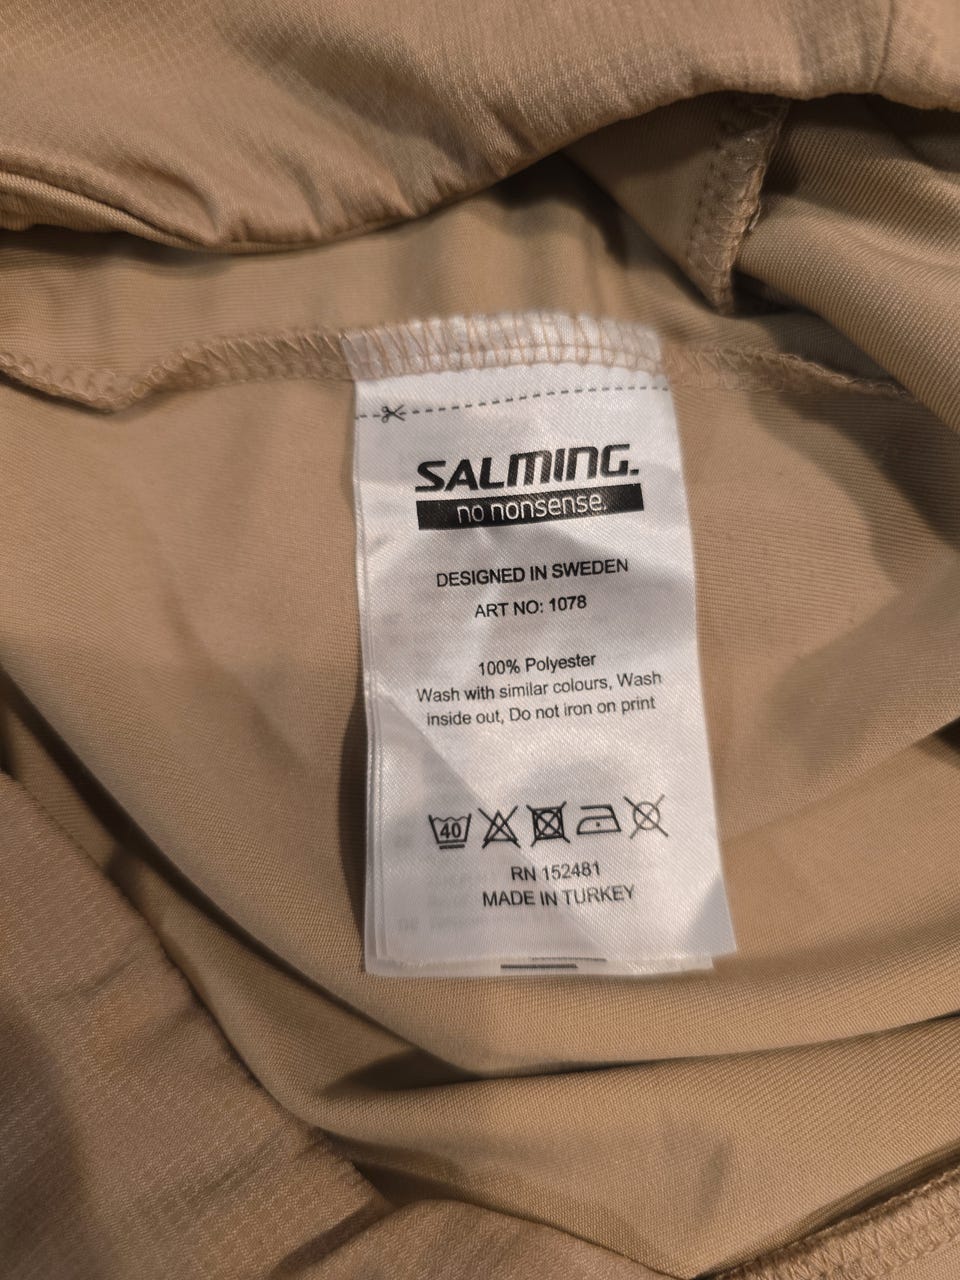 SALMING.
no nonsense.
DESIGNED IN SWEDEN
ART NO: 1078
100% Polyester
Wash with similar colours, Wash
inside out, Do not iron on print
40
RN 152481
MADE IN TURKEY